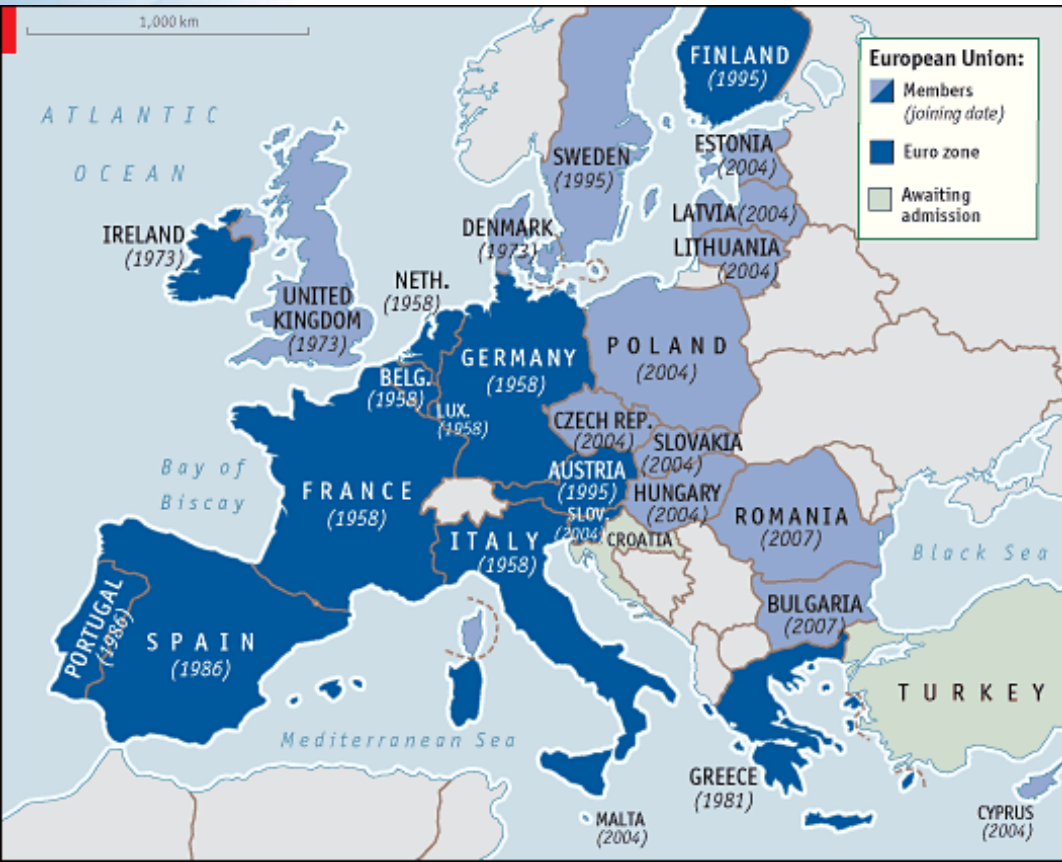 1,000 km
European Union:
Members
(joining date)
Euro zone
Awaiting
admission
ATLANTIC
OCEAN
FINLAND
(1995)
SWEDEN
(1995)
ESTONIA
(2004)
LATVIA (2004)
LITHUANIA
(2004)
IRELAND
(1973)
UNITED
KINGDOM
(1973)
DENMARK
(1973)
NETH.
(1958)
BELG.
(1958)
LUX.
(1958)
GERMANY
(1958)
POLAND
(2004)
CZECH REP.
(2004)
SLOVAKIA
(2004)
AUSTRIA
(1995)
HUNGARY
(2004)
SLOV.
(2004)
CROATIA
ROMANIA
(2007)
BULGARIA
(2007)
Black Sea
Bay of
Biscay
FRANCE
(1958)
ITALY
(1958)
PORTUGAL
(1986)
SPAIN
(1986)
Mediterranean Sea
MALTA
(2004)
GREECE
(1981)
TURKEY
CYPRUS
(2004)